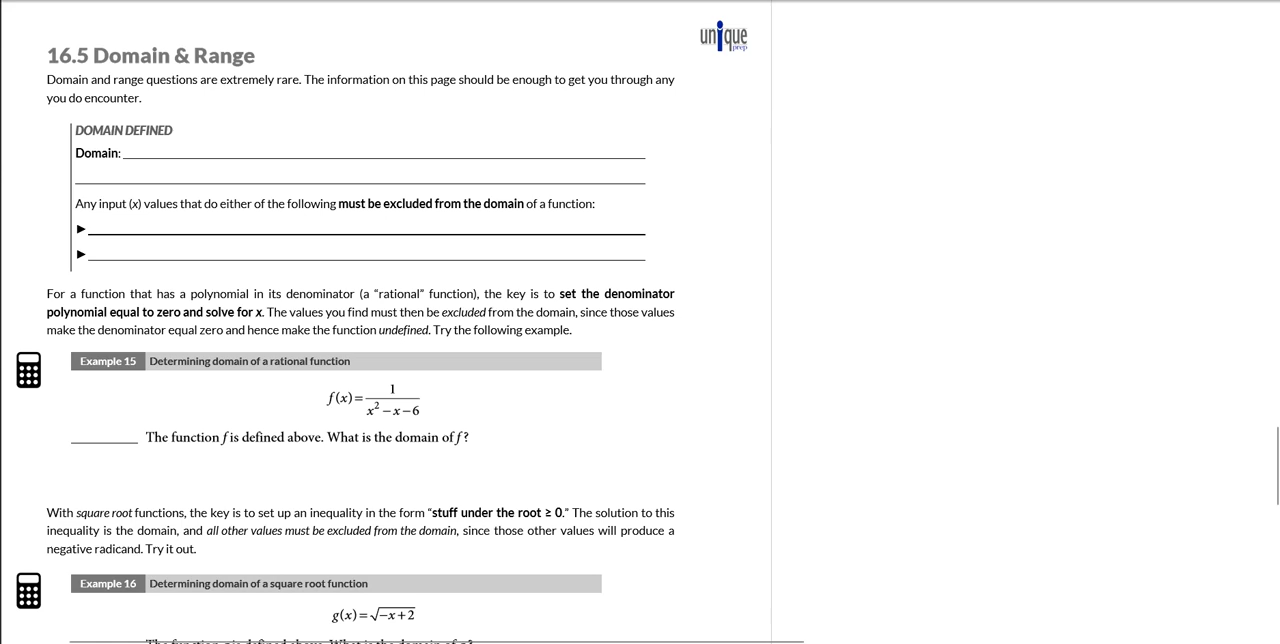 unique
prep
16.5 Domain & Range
Domain and range questions are extremely rare. The information on this page should be enough to get you through any
you do encounter.
DOMAIN DEFINED
Domain:
Any input (x) values that do either of the following must be excluded from the domain of a function:
►
►
For a function that has a polynomial in its denominator (a “rational” function), the key is to set the denominator
polynomial equal to zero and solve for x. The values you find must then be excluded from the domain, since those values
make the denominator equal zero and hence make the function undefined. Try the following example.
Example 15 Determining domain of a rational function
f(x)=1/(x²−x−6)
The function f is defined above. What is the domain of f?
With square root functions, the key is to set up an inequality in the form “stuff under the root ≥ 0.” The solution to this
inequality is the domain, and all other values must be excluded from the domain, since those other values will produce a
negative radicand. Try it out.
Example 16 Determining domain of a square root function
g(x)=√−x+2